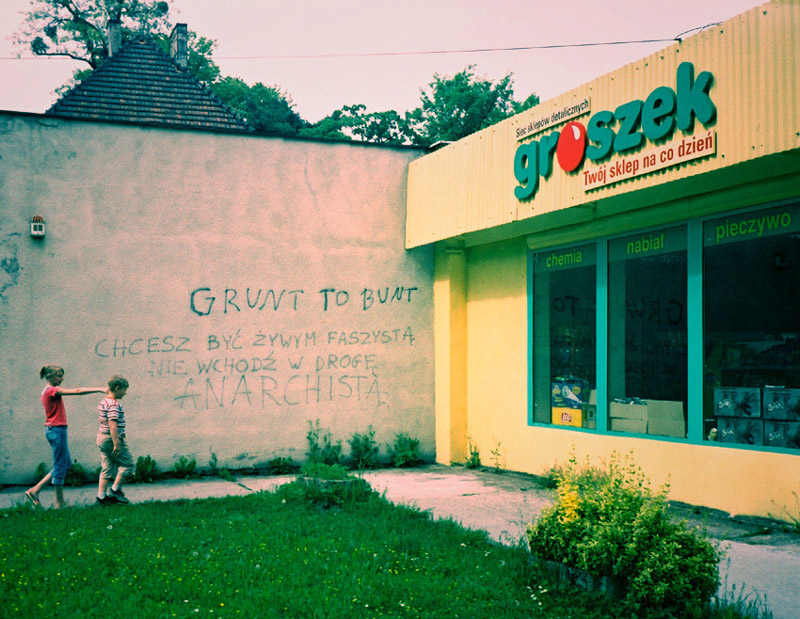 GRUNT TO BUNT
CHCESZ BYĆ ŻYWYM FASZYSTĄ
NIE WCHODŹ W DROGĘ
ANARCHISTĄ
Sieć sklepów detalicznych
groszek
Twój sklep na co dzień
chemia
nabiał
pieczywo